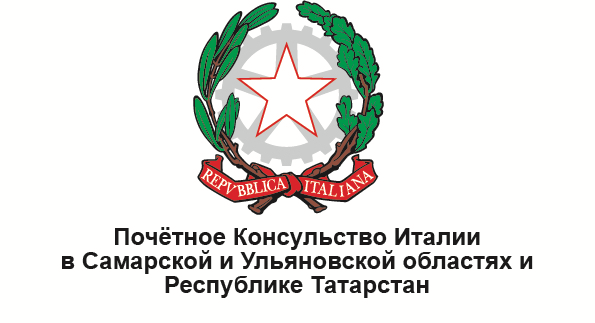 REPVBBLICA ITALIANA
Почётное Консульство Италии
в Самарской и Ульяновской областях и
Республике Татарстан